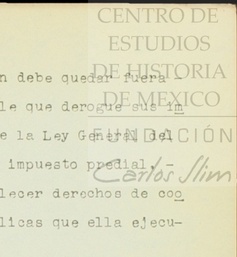 CENTRO DE
ESTUDIOS
DE HISTORIA
DE MEXICO
FUNDACIÓN
Carlos Slim
n debe quedar fuera -
le que derogue sus im
e la Ley General del
impuesto predial, -
lecer derechos de coo
licas que ella ejecu-